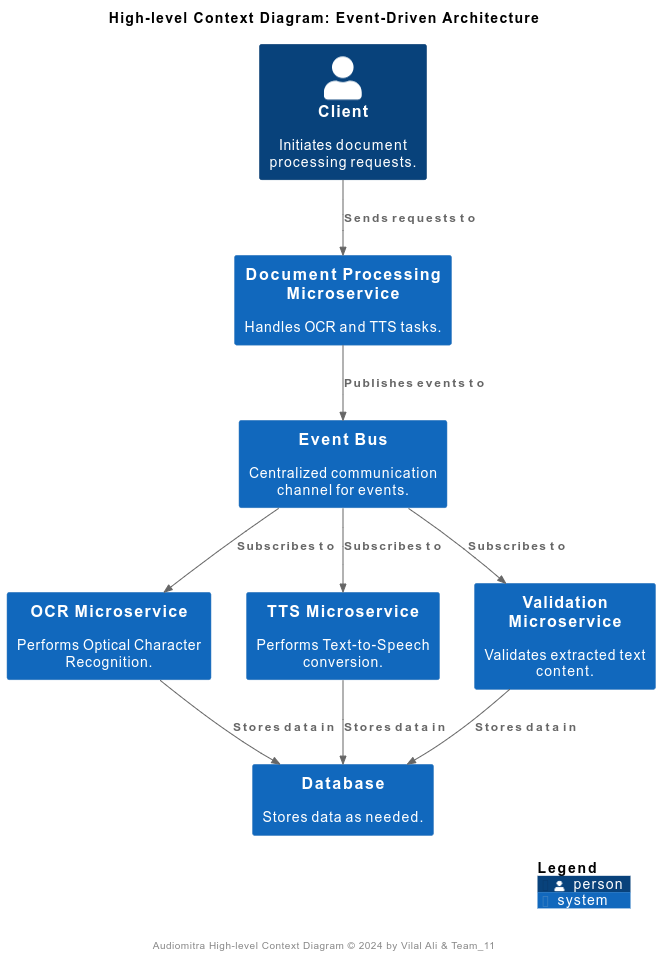 High-level Context Diagram: Event-Driven Architecture
Client
Initiates document
processing requests.
Sends requests to
Document Processing
Microservice
Handles OCR and TTS tasks.
Publishes events to
Event Bus
Centralized communication
channel for events.
Subscribes to
Subscribes to
Subscribes to
OCR Microservice
Performs Optical Character
Recognition.
TTS Microservice
Performs Text-to-Speech
conversion.
Validation
Microservice
Validates extracted text
content.
Stores data in
Stores data in
Stores data in
Database
Stores data as needed.
Legend
person
system
Audiomitra High-level Context Diagram © 2024 by Vilal Ali & Team_11